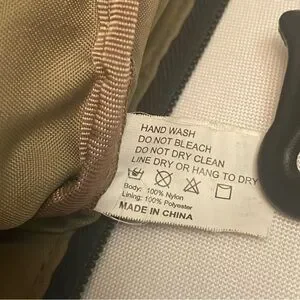 HAND WASH
DO NOT BLEACH
DO NOT DRY CLEAN
LINE DRY OR HANG TO DRY
Body: 100% Nylon
Lining: 100% Polyester
MADE IN CHINA